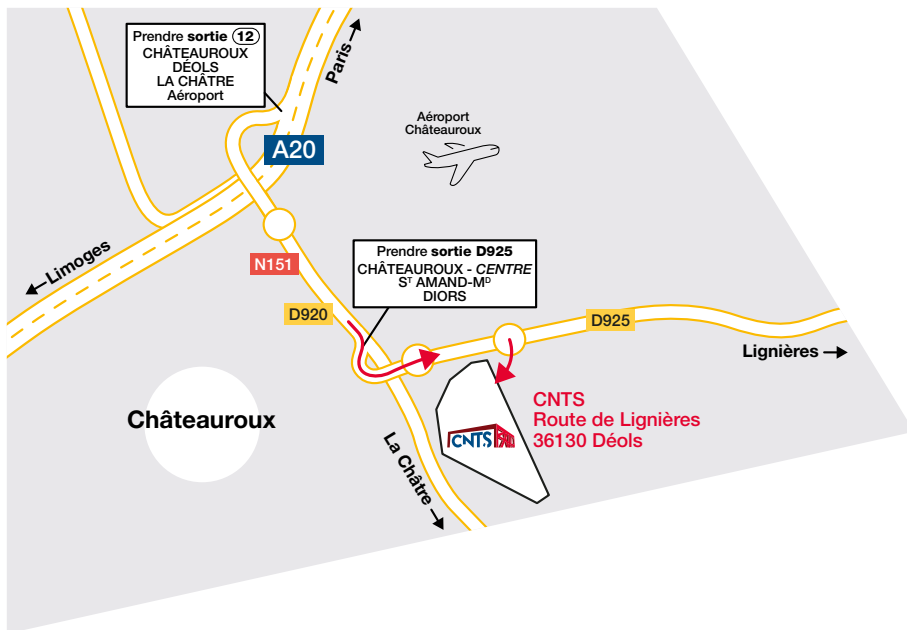 Prendre sortie 12
CHÂTEAUROUX
DÉOLS
LA CHÂTRE
Aéroport
Paris
Aéroport
Châteauroux
A20
Limoges
N151
Prendre sortie D925
CHÂTEAUROUX - CENTRE
Sᵀ AMAND-Mᴰ
DIORS
D920
D925
Lignières
Châteauroux
CNTS
Route de Lignières
36130 Déols
CNTS
La Châtre